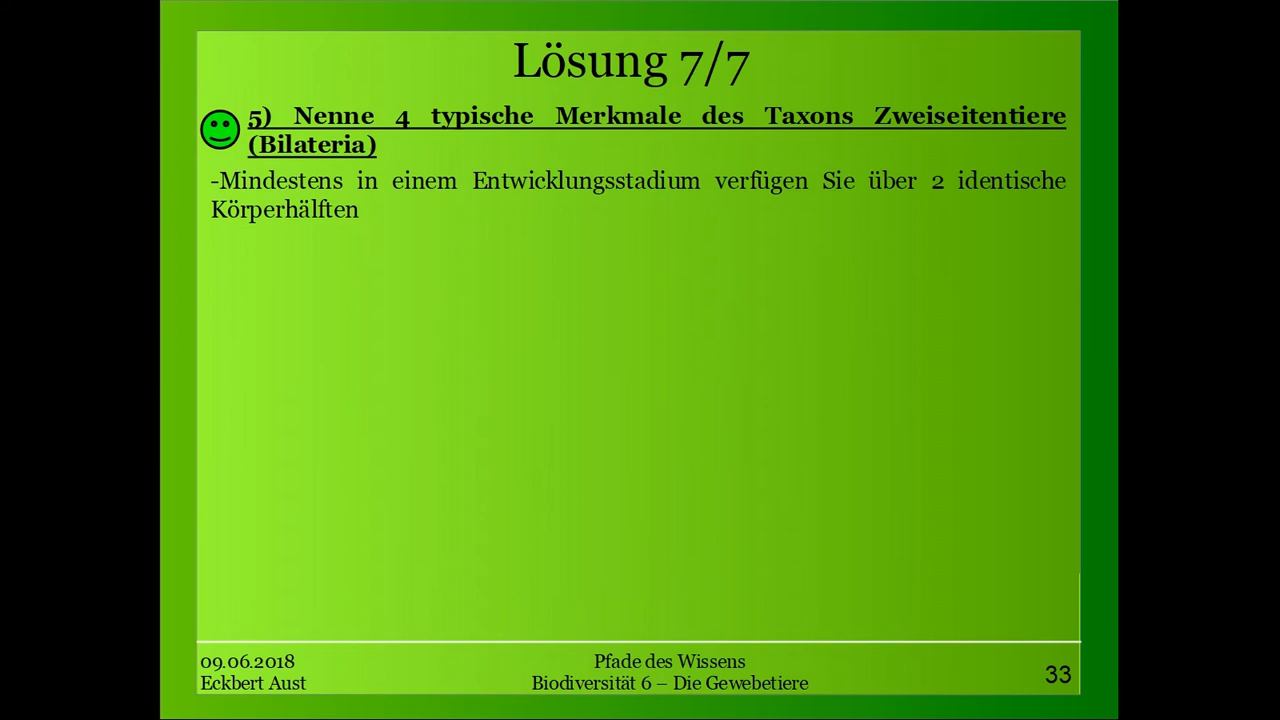 Lösung 7/7
5) Nenne 4 typische Merkmale des Taxons Zweiseitentiere
(Bilateria)
-Mindestens in einem Entwicklungsstadium verfügen Sie über 2 identische
Körperhälften
09.06.2018
Eckbert Aust
Pfade des Wissens
Biodiversität 6 – Die Gewebetiere
33